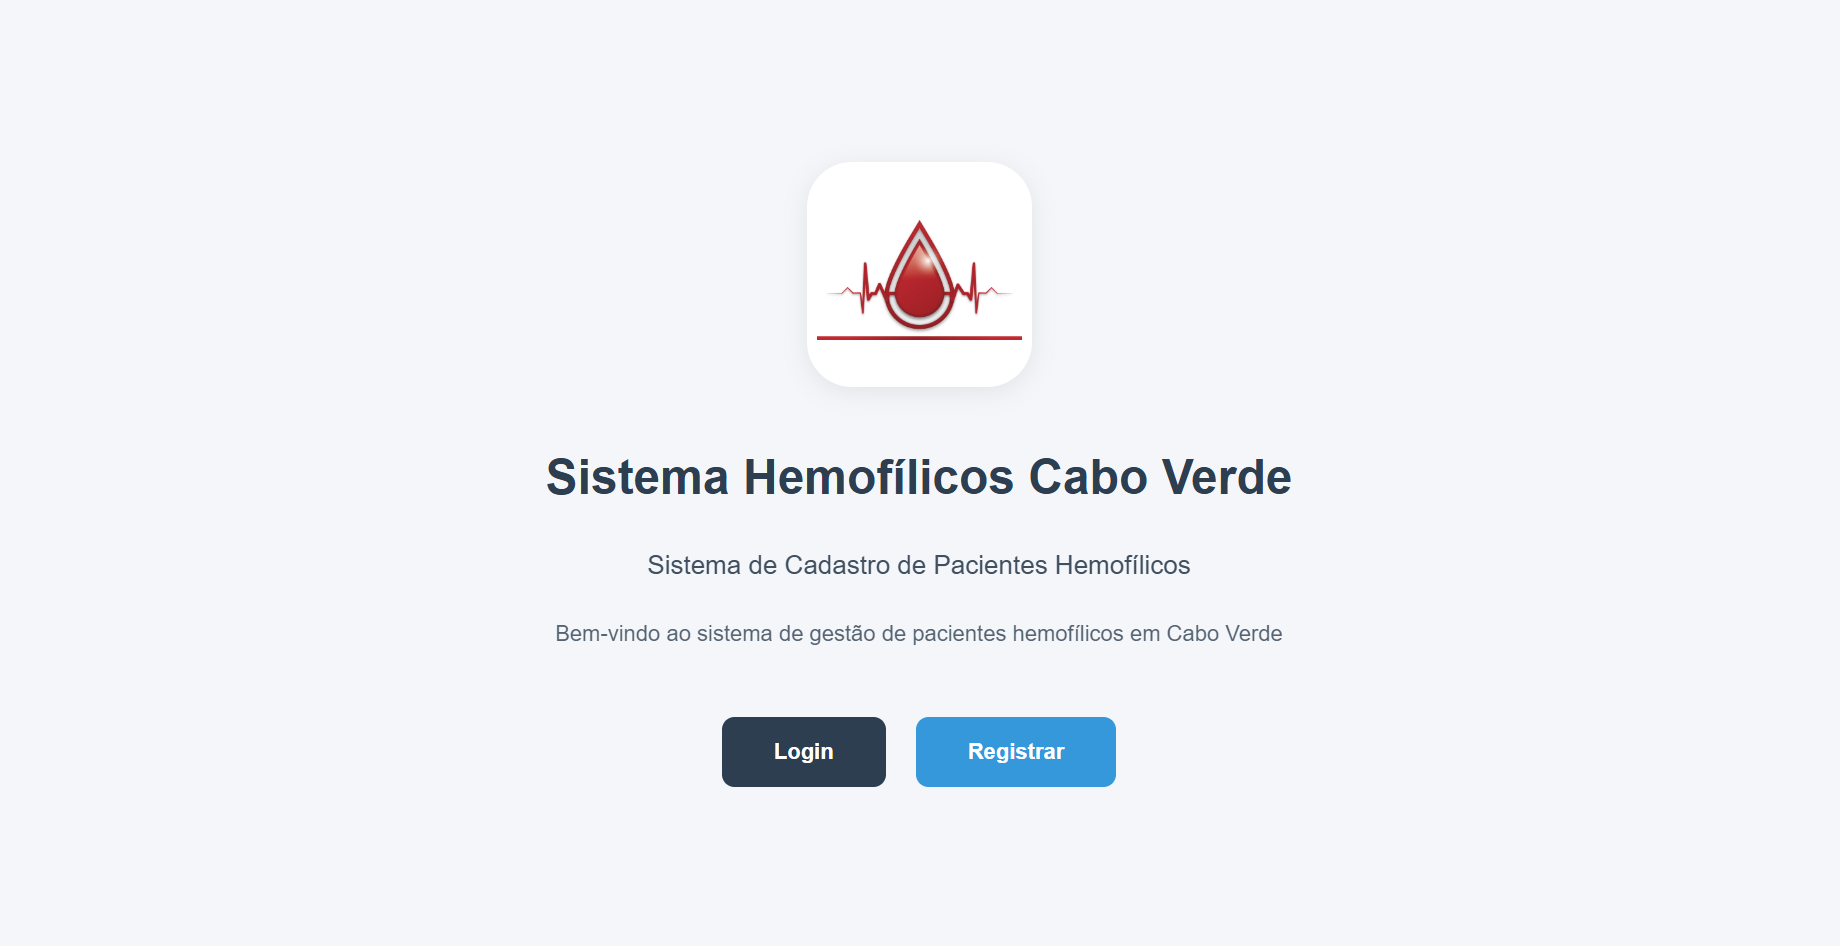 Sistema Hemofílicos Cabo Verde
Sistema de Cadastro de Pacientes Hemofílicos
Bem-vindo ao sistema de gestão de pacientes hemofílicos em Cabo Verde
Login
Registrar